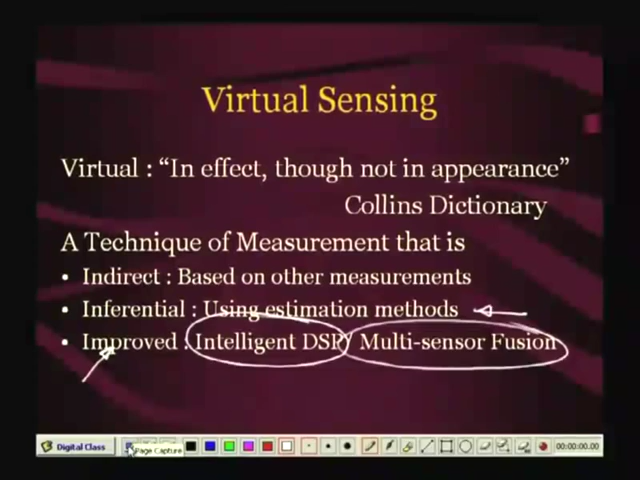 Virtual Sensing
Virtual : “In effect, though not in appearance”
Collins Dictionary
A Technique of Measurement that is
• Indirect : Based on other measurements
• Inferential : Using estimation methods
• Improved : Intelligent DSP/ Multi-sensor Fusion
Digital Class
Page Capture
00:00:00.00